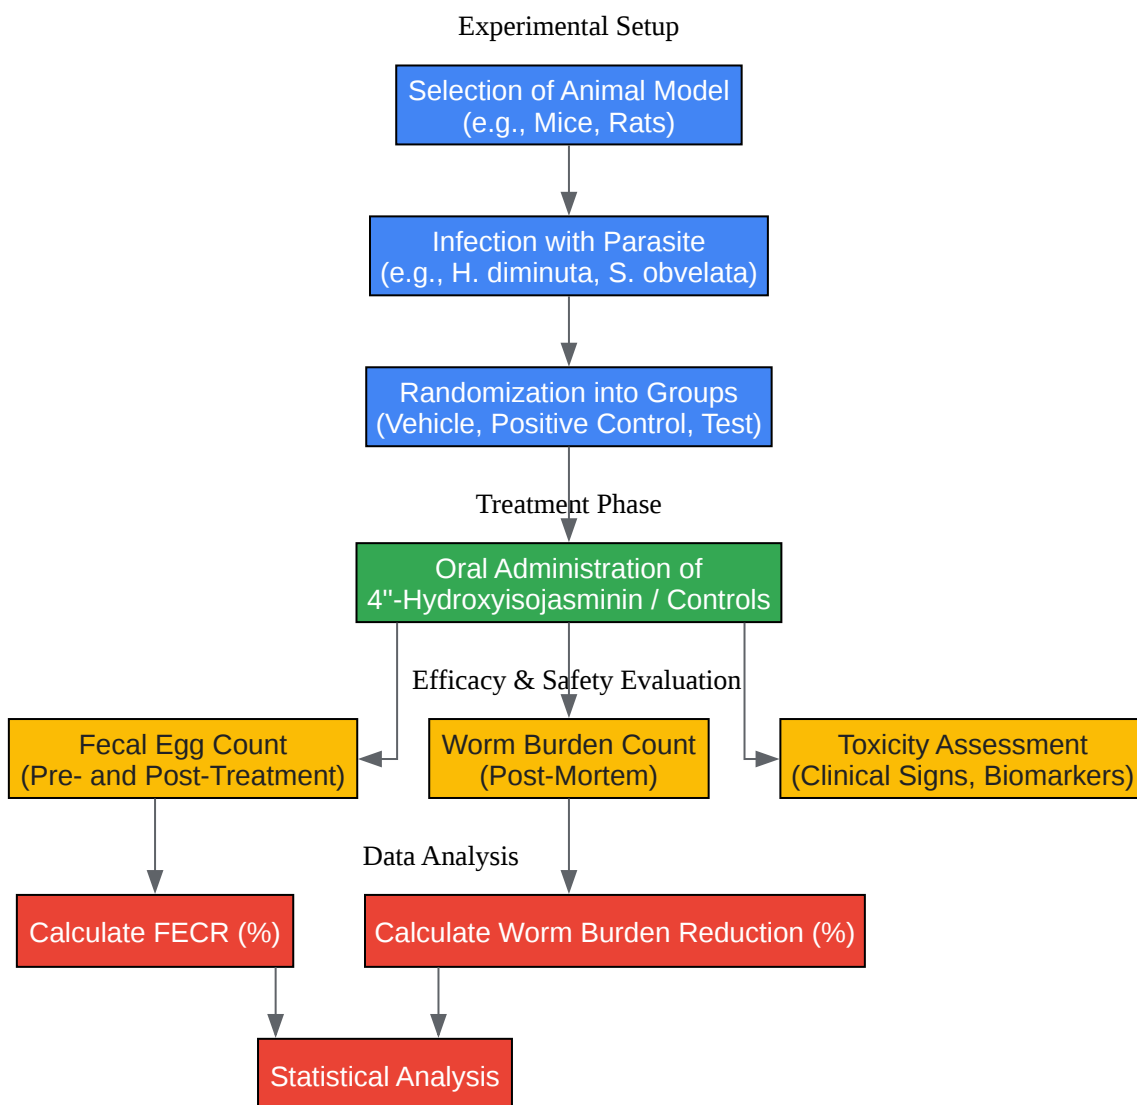 Experimental Setup
Selection of Animal Model
(e.g., Mice, Rats)
Infection with Parasite
(e.g., H. diminuta, S. obvelata)
Randomization into Groups
(Vehicle, Positive Control, Test)
Treatment Phase
Oral Administration of
4''-Hydroxyisojasminin / Controls
Efficacy & Safety Evaluation
Fecal Egg Count
(Pre- and Post-Treatment)
Worm Burden Count
(Post-Mortem)
Toxicity Assessment
(Clinical Signs, Biomarkers)
Data Analysis
Calculate FECR (%)
Calculate Worm Burden Reduction (%)
Statistical Analysis